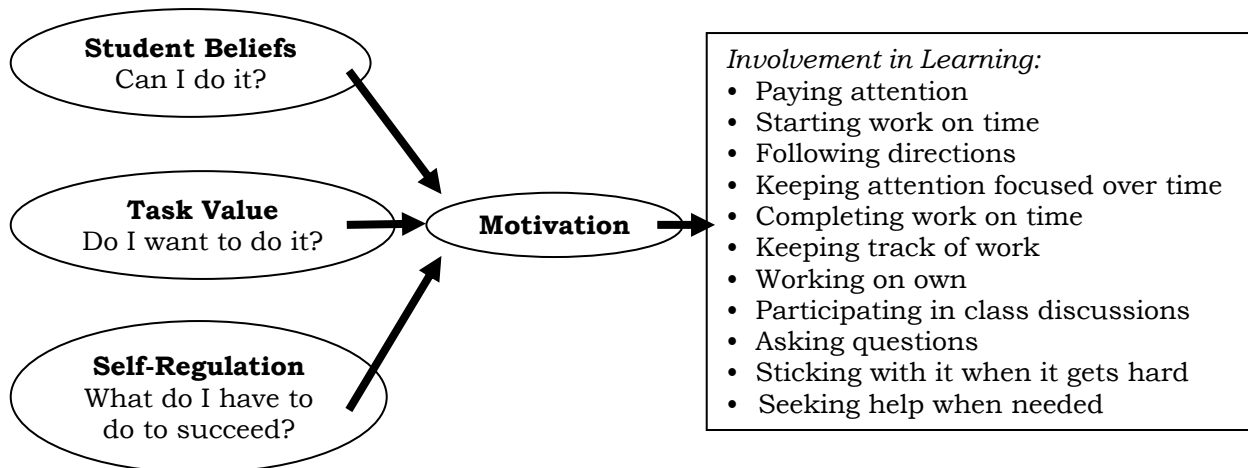 Student Beliefs
Can I do it?
Task Value
Do I want to do it?
Self-Regulation
What do I have to
do to succeed?
Motivation
Involvement in Learning:
• Paying attention
• Starting work on time
• Following directions
• Keeping attention focused over time
• Completing work on time
• Keeping track of work
• Working on own
• Participating in class discussions
• Asking questions
• Sticking with it when it gets hard
• Seeking help when needed